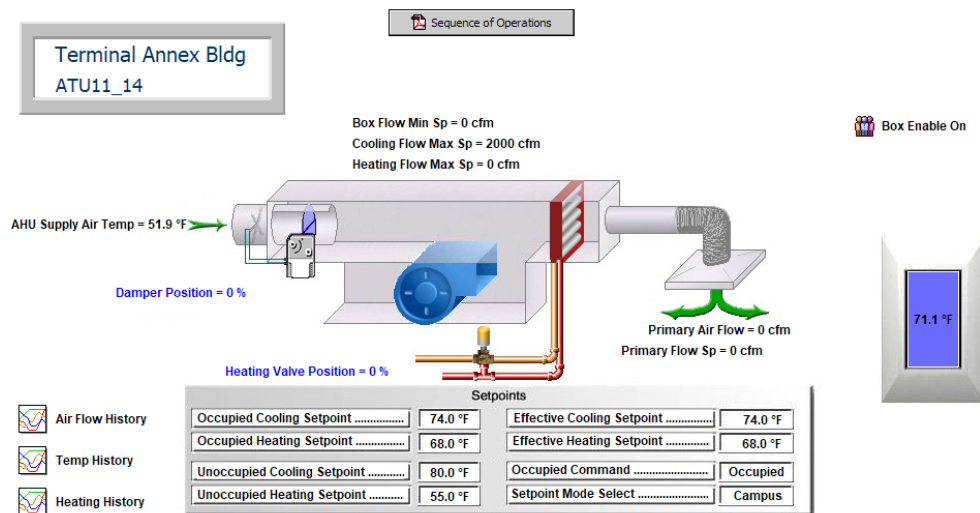 Sequence of Operations
Terminal Annex Bldg
ATU11_14
Box Flow Min Sp = 0 cfm
Cooling Flow Max Sp = 2000 cfm
Heating Flow Max Sp = 0 cfm
Box Enable On
AHU Supply Air Temp = 51.9 °F
Damper Position = 0 %
71.1 °F
Primary Air Flow = 0 cfm
Primary Flow Sp = 0 cfm
Heating Valve Position = 0 %
Setpoints
Air Flow History
Temp History
Heating History
Occupied Cooling Setpoint ................ 74.0 °F
Occupied Heating Setpoint ................ 68.0 °F
Unoccupied Cooling Setpoint ............ 80.0 °F
Unoccupied Heating Setpoint ............ 55.0 °F
Effective Cooling Setpoint ................ 74.0 °F
Effective Heating Setpoint ................ 68.0 °F
Occupied Command ....................... Occupied
Setpoint Mode Select ....................... Campus